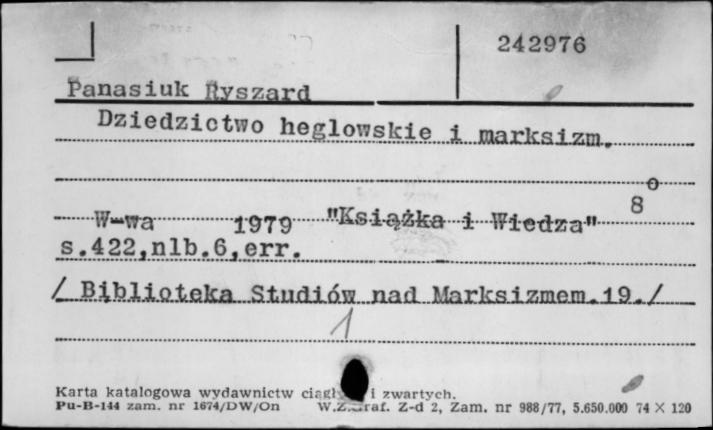 242976
Panasiuk Ryszard
Dziedzictwo heglowskie i marksizm.
8°
W-wa 1979 "Książka i Wiedza"
s.422,nlb.6,err.
/ Biblioteka Studiów nad Marksizmem.19./
1
Karta katalogowa wydawnictw i zwartych.
Pu-B-144 zam. nr 1674/DW/On Z-d 2, Zam. nr 988/77, 5.650.000 74 X 120